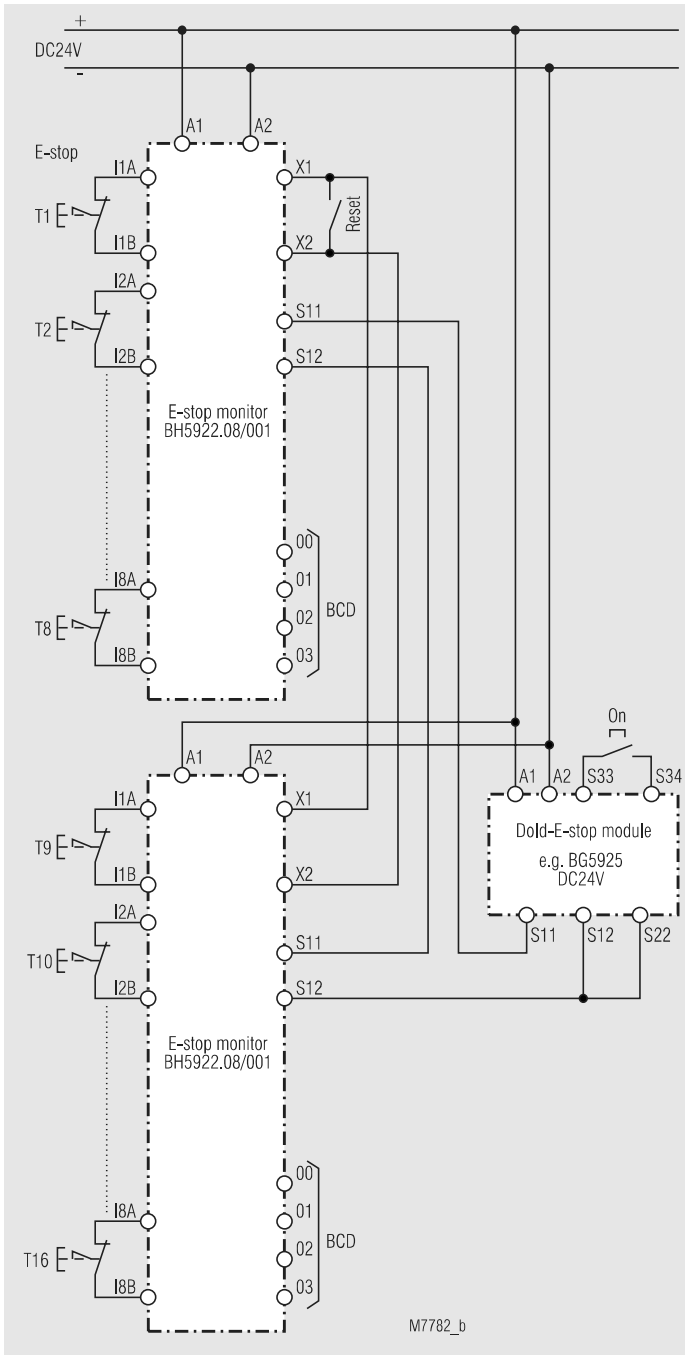 +
DC24V
-
A1 A2
E-stop
I1A X1
T1 Reset
I1B X2
I2A
T2 S11
I2B S12
E-stop monitor
BH5922.08/001
00
I8A 01
T8 02 BCD
I8B 03
On
A1 A2 A1 A2 S33 S34
I1A X1
Dold-E-stop module
T9 e.g. BG5925
DC24V
I1B X2
I2A
S11 S11 S12 S22
T10
I2B S12
E-stop monitor
BH5922.08/001
00
I8A 01
T16 02 BCD
I8B 03
M7782_b